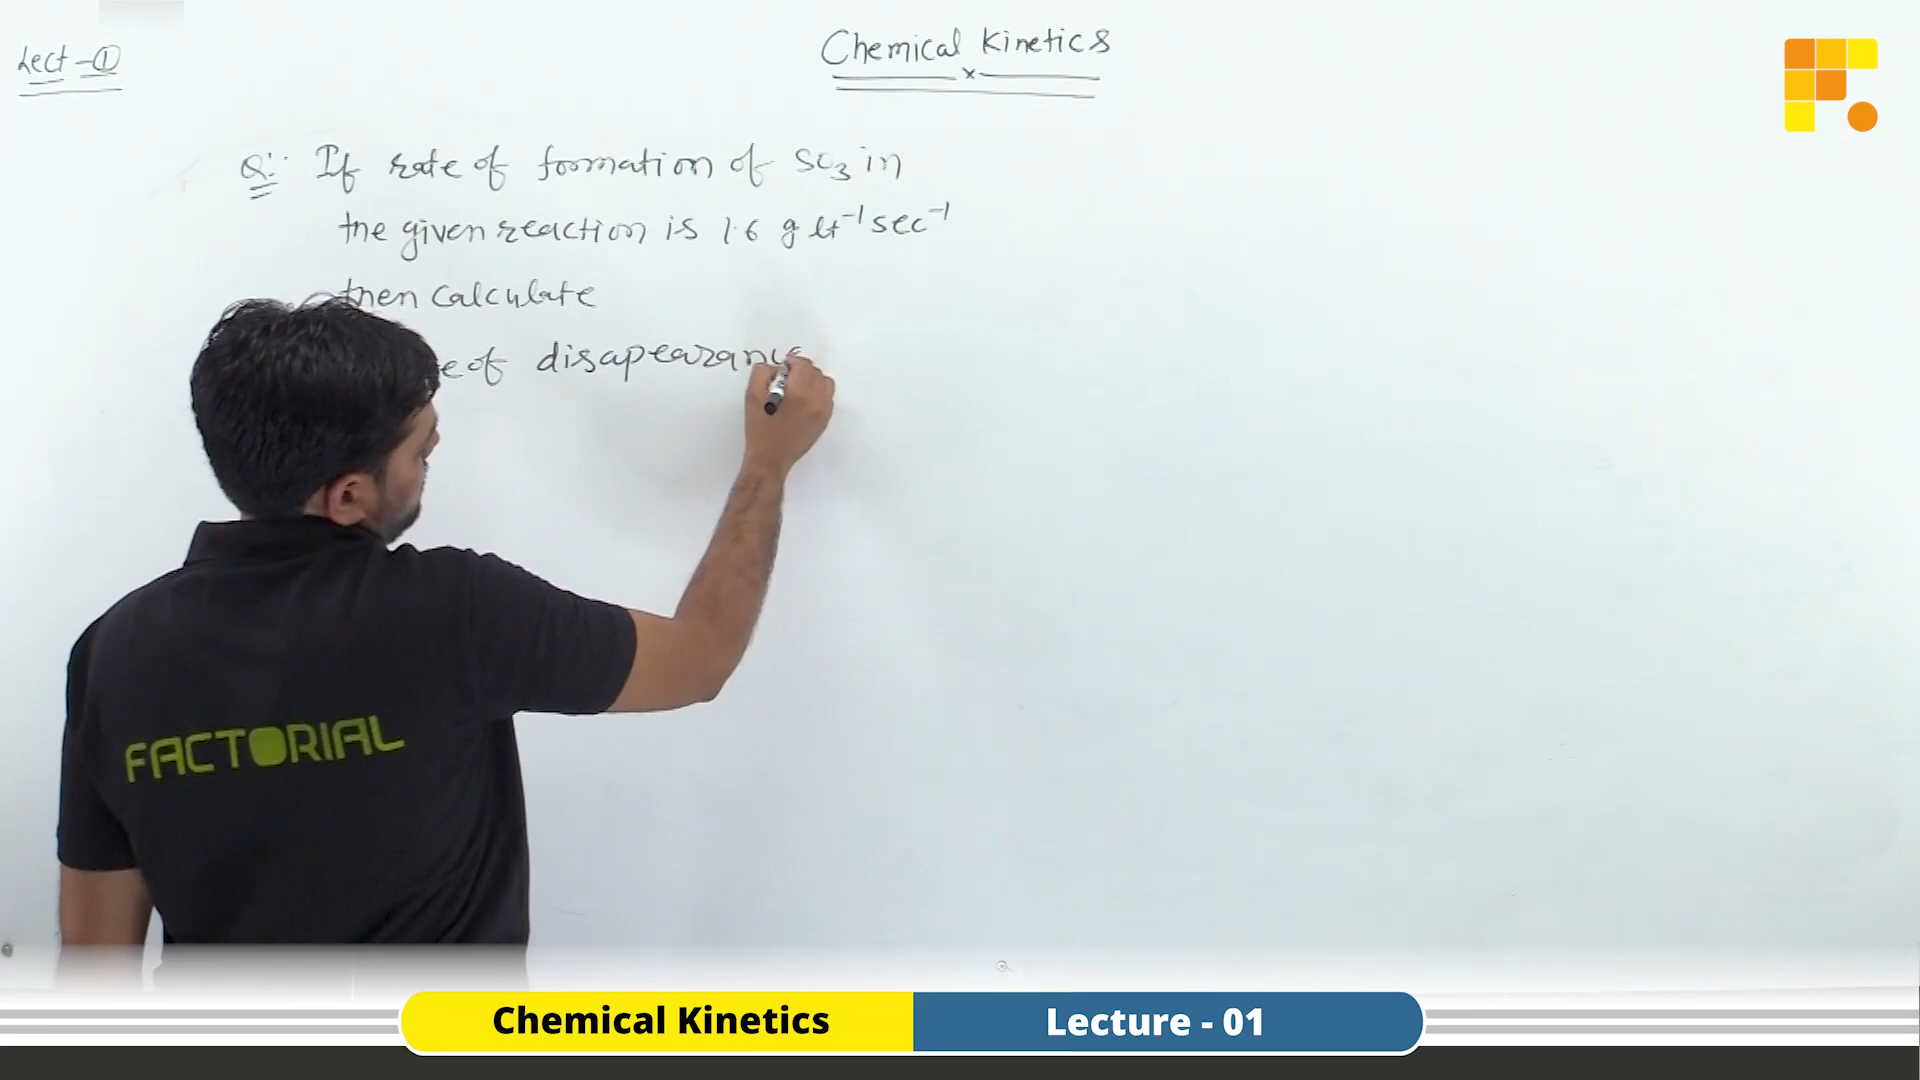 Lect-①
Chemical Kinetics
Q:- If rate of formation of SO3 in
the given reaction is 1.6 g lt⁻¹ sec⁻¹
then calculate
of disapearance
FACTORIAL
Chemical Kinetics
Lecture - 01